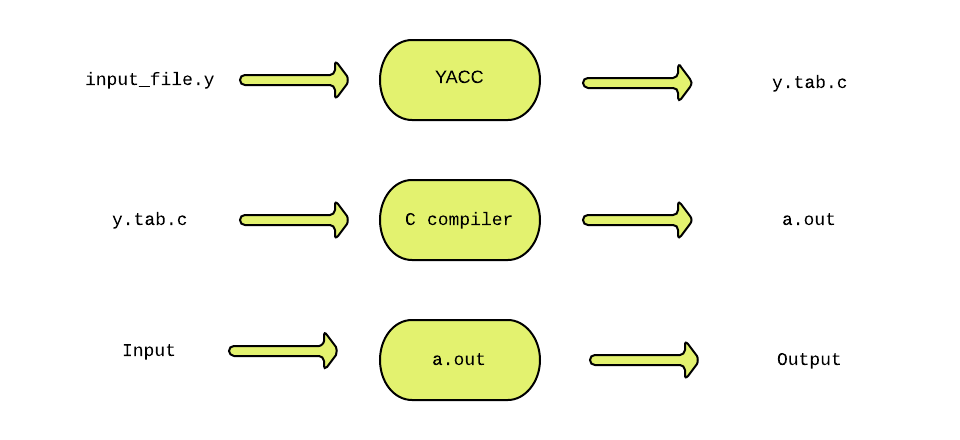 input_file.y YACC y.tab.c
y.tab.c C compiler a.out
Input a.out Output